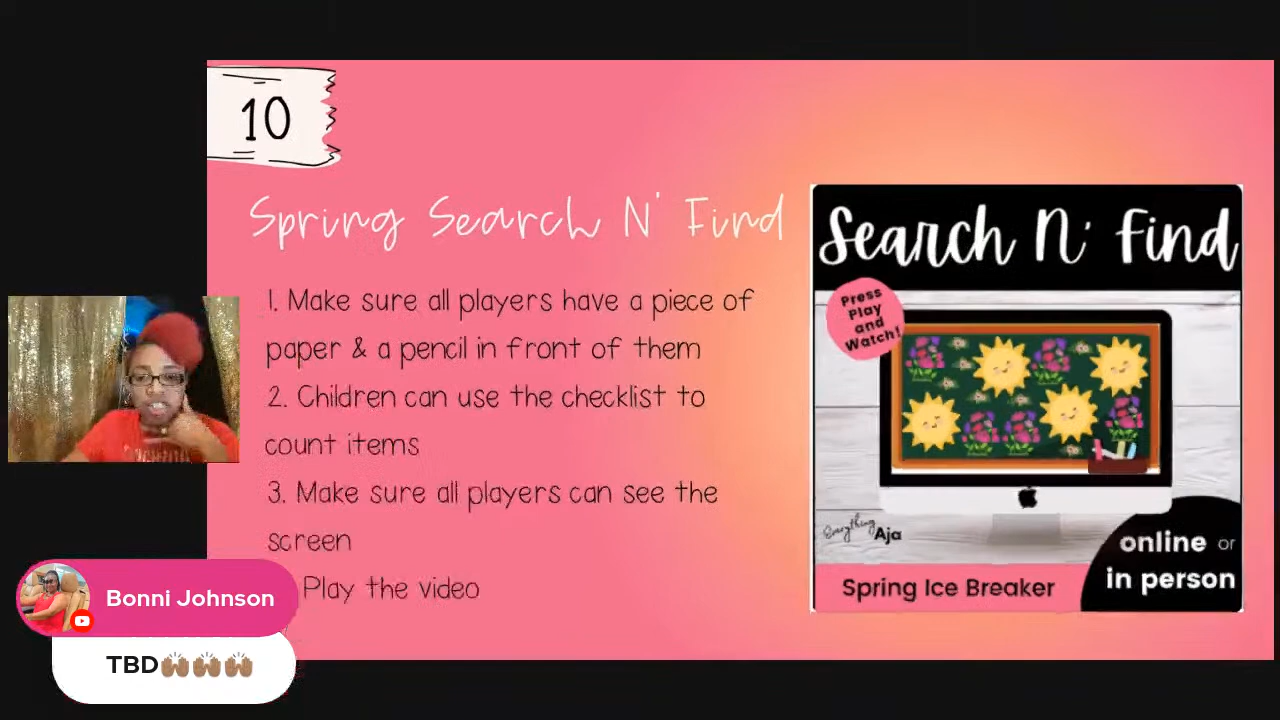 10
Spring Search N' Find
1. Make sure all players have a piece of
paper & a pencil in front of them
2. Children can use the checklist to
count items
3. Make sure all players can see the
screen
Play the video
Search N' Find
Press
Play
and
Watch!
Everything
Aja
online or
in person
Spring Ice Breaker
Bonni Johnson
TBD🙌🏽🙌🏽🙌🏽